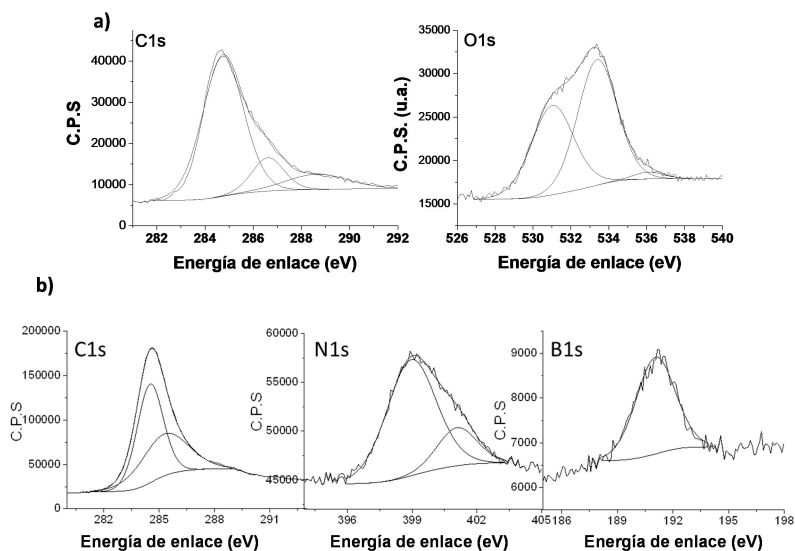 a)
C1s
C.P.S
40000
30000
20000
10000
0
282 284 286 288 290 292
Energía de enlace (eV)
O1s
C.P.S. (u.a.)
35000
30000
25000
20000
15000
526 528 530 532 534 536 538 540
Energía de enlace (eV)
b)
C1s
C.P.S
200000
150000
100000
50000
0
282 285 288 291
Energía de enlace (eV)
N1s
C.P.S
60000
55000
50000
45000
396 399 402 405
Energía de enlace (eV)
B1s
C.P.S
9000
8000
7000
6000
186 189 192 195 198
Energía de enlace (eV)